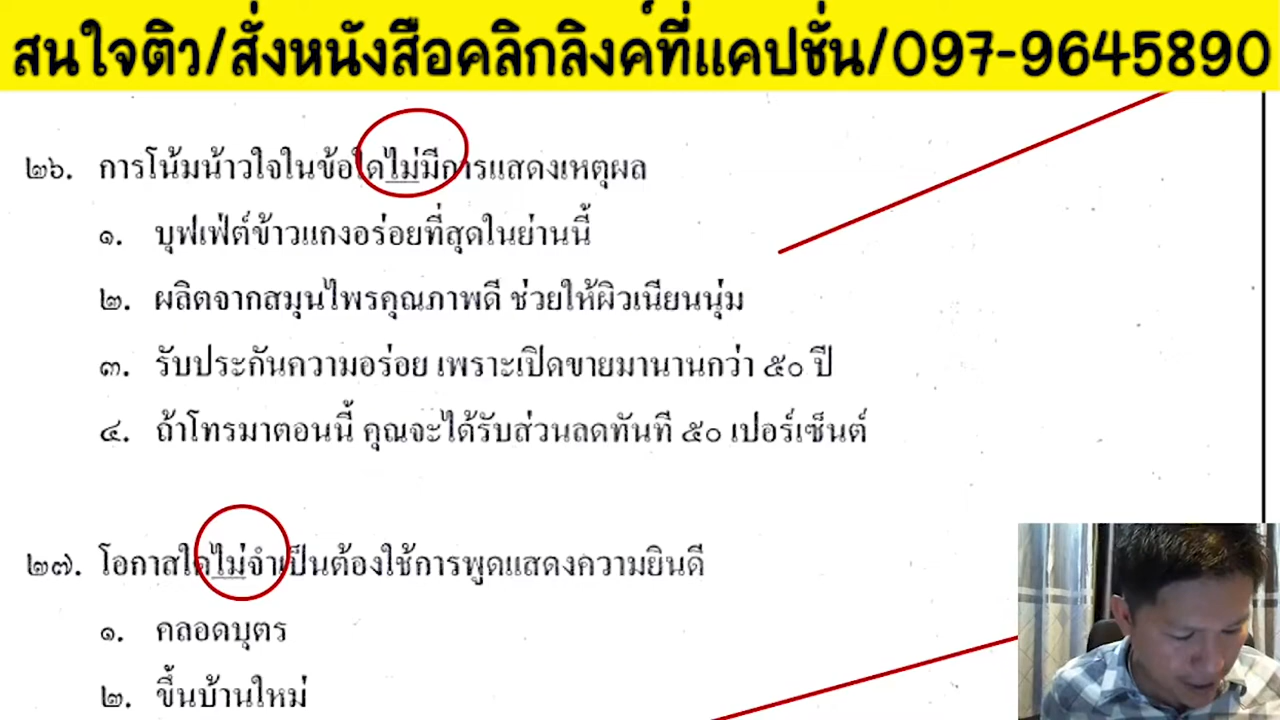 สนใจติว/สั่งหนังสือคลิกลิงค์ที่แคปชั่น/097-9645890
๒๖. การโน้มน้าวใจในข้อใดไม่มีการแสดงเหตุผล
๑. บุฟเฟ่ต์ข้าวแกงอร่อยที่สุดในย่านนี้
๒. ผลิตจากสมุนไพรคุณภาพดี ช่วยให้ผิวเนียนนุ่ม
๓. รับประกันความอร่อย เพราะเปิดขายมานานกว่า ๕๐ ปี
๔. ถ้าโทรมาตอนนี้ คุณจะได้รับส่วนลดทันที ๕๐ เปอร์เซ็นต์
๒๗. โอกาสใดไม่จำเป็นต้องใช้การพูดแสดงความยินดี
๑. คลอดบุตร
๒. ขึ้นบ้านใหม่